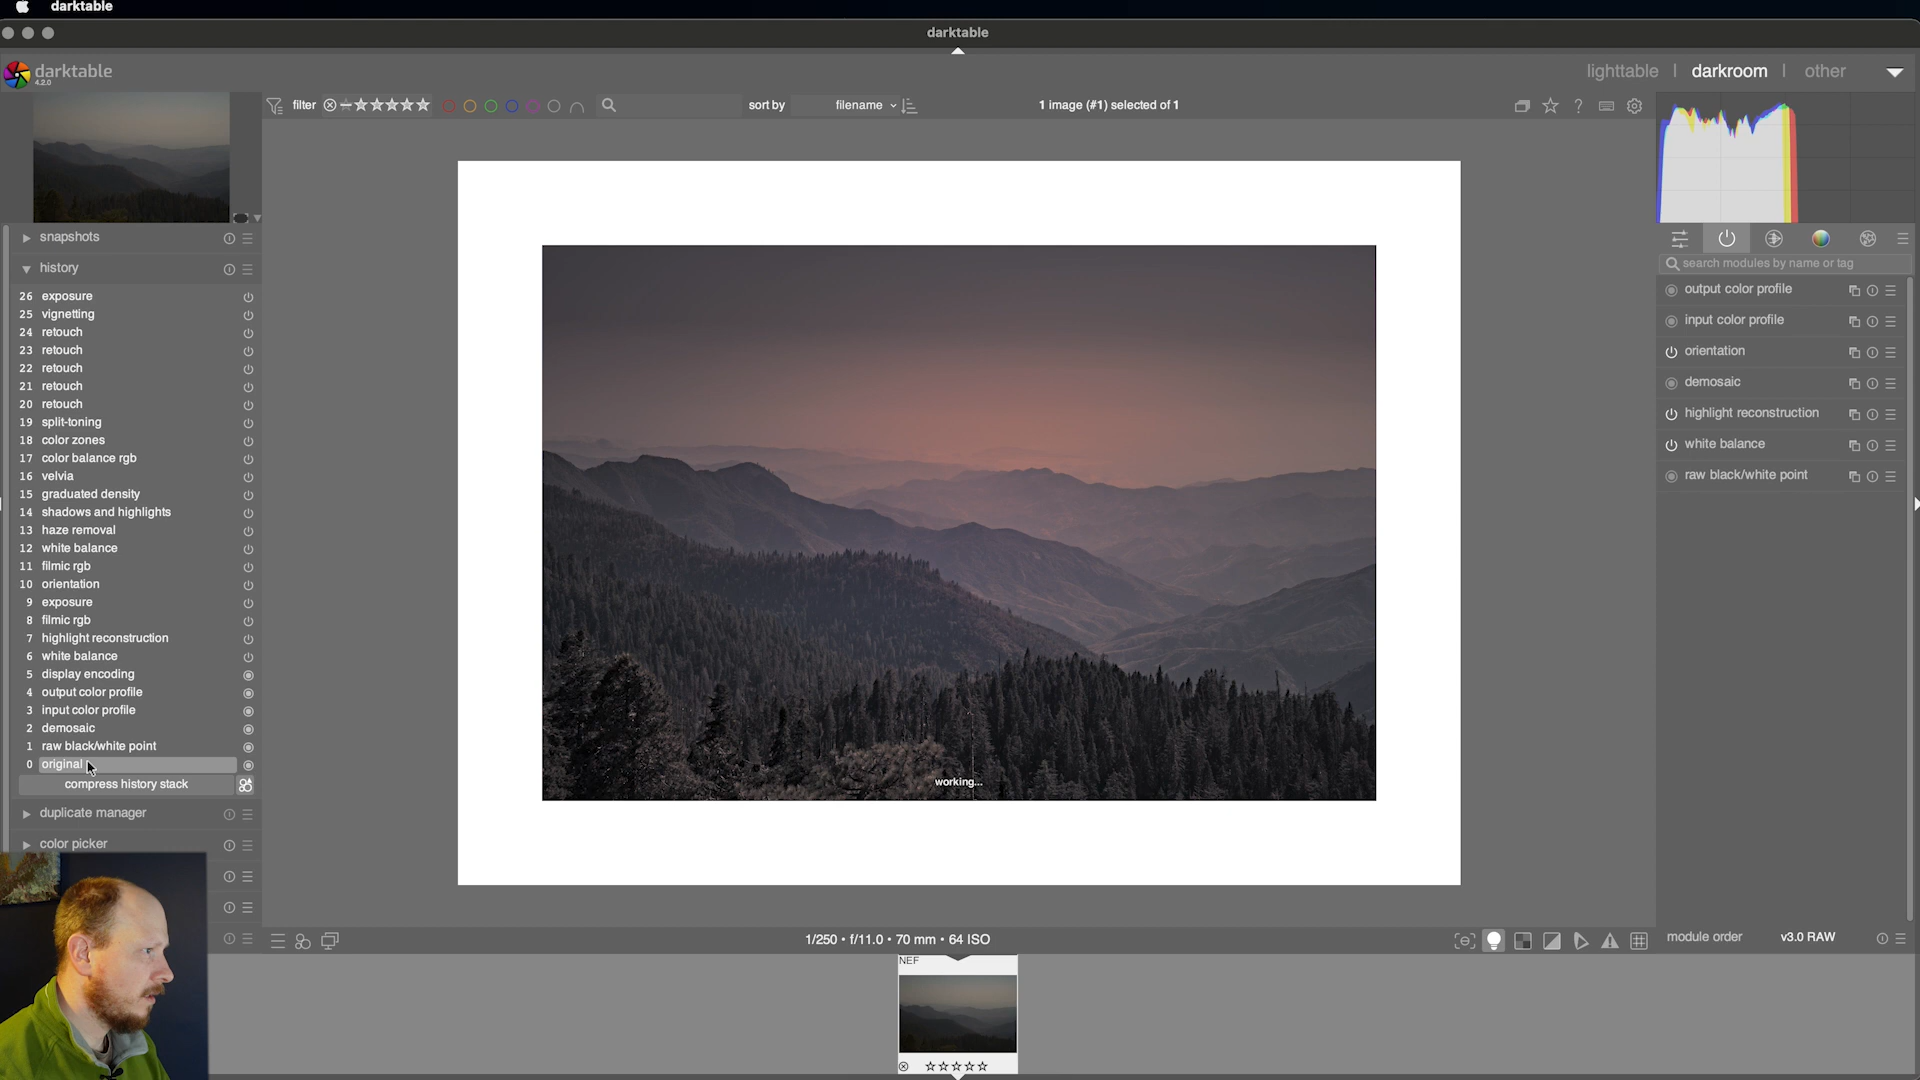 darktable
darktable
darktable
4.2.0
lighttable | darkroom | other
filter
sort by filename
1 image (#1) selected of 1
snapshots
history
26 exposure
25 vignetting
24 retouch
23 retouch
22 retouch
21 retouch
20 retouch
19 split-toning
18 color zones
17 color balance rgb
16 velvia
15 graduated density
14 shadows and highlights
13 haze removal
12 white balance
11 filmic rgb
10 orientation
9 exposure
8 filmic rgb
7 highlight reconstruction
6 white balance
5 display encoding
4 output color profile
3 input color profile
2 demosaic
1 raw black/white point
0 original
compress history stack
duplicate manager
color picker
working...
search modules by name or tag
output color profile
input color profile
orientation
demosaic
highlight reconstruction
white balance
raw black/white point
1/250 • f/11.0 • 70 mm • 64 ISO
module order v3.0 RAW
NEF